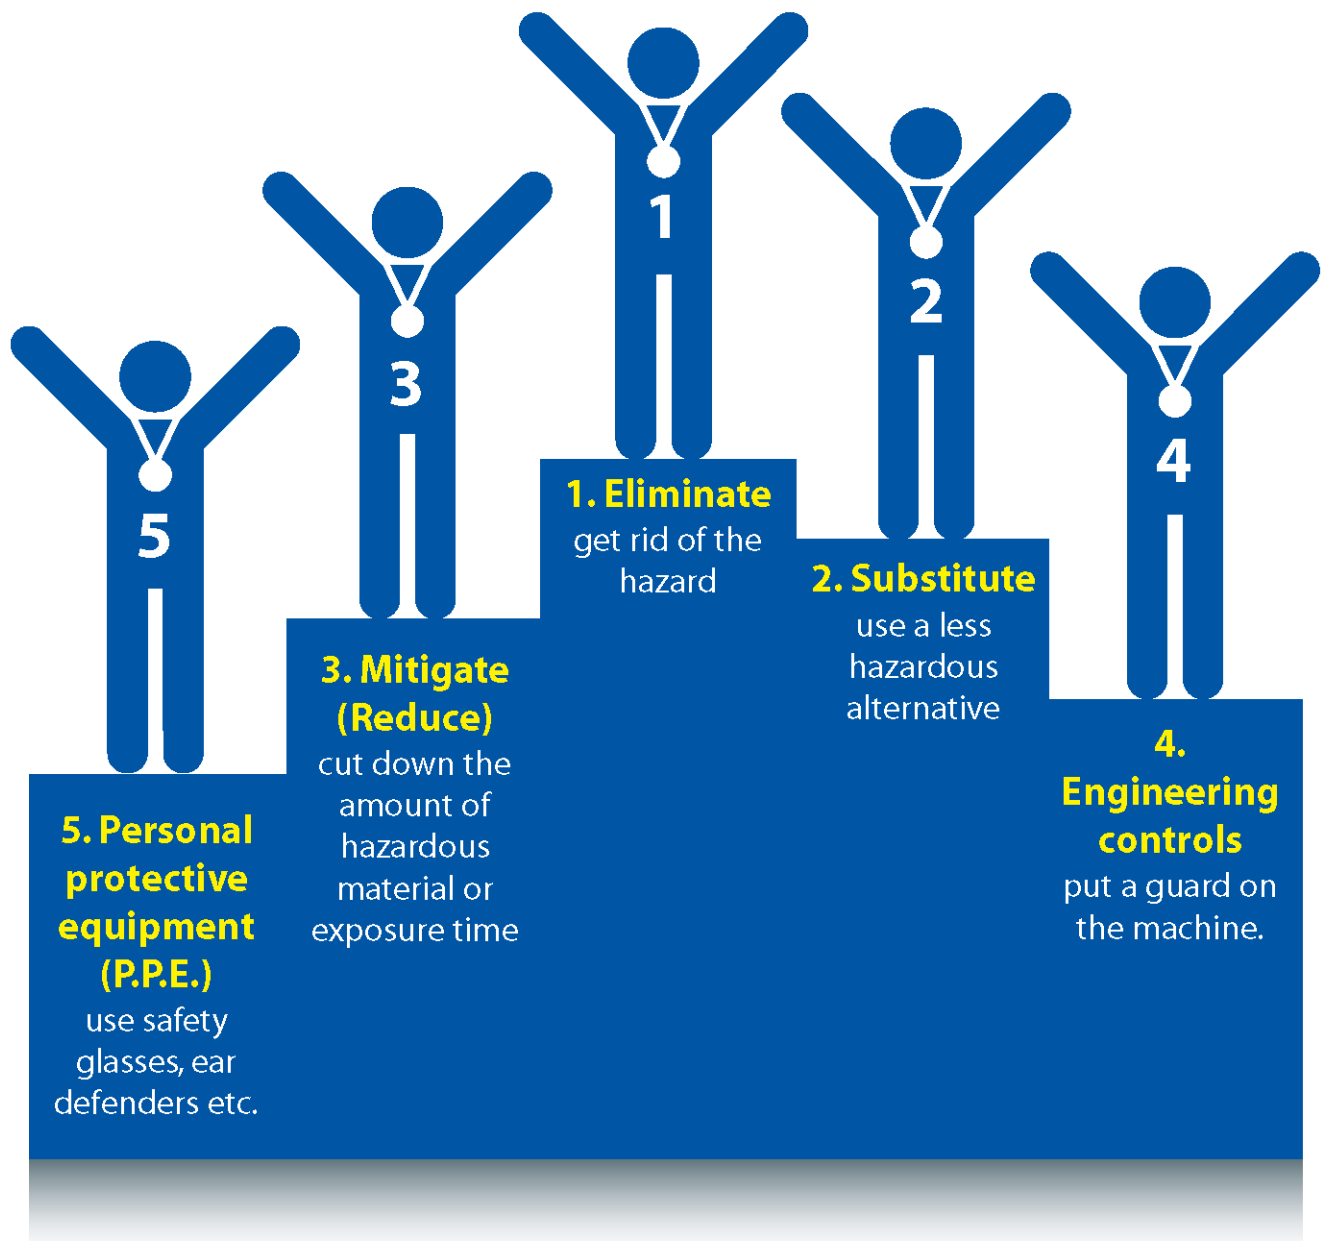 1
2
3
4
5
1. Eliminate
get rid of the
hazard
2. Substitute
use a less
hazardous
alternative
3. Mitigate
(Reduce)
cut down the
amount of
hazardous
material or
exposure time
4.
Engineering
controls
put a guard on
the machine.
5. Personal
protective
equipment
(P.P.E.)
use safety
glasses, ear
defenders etc.